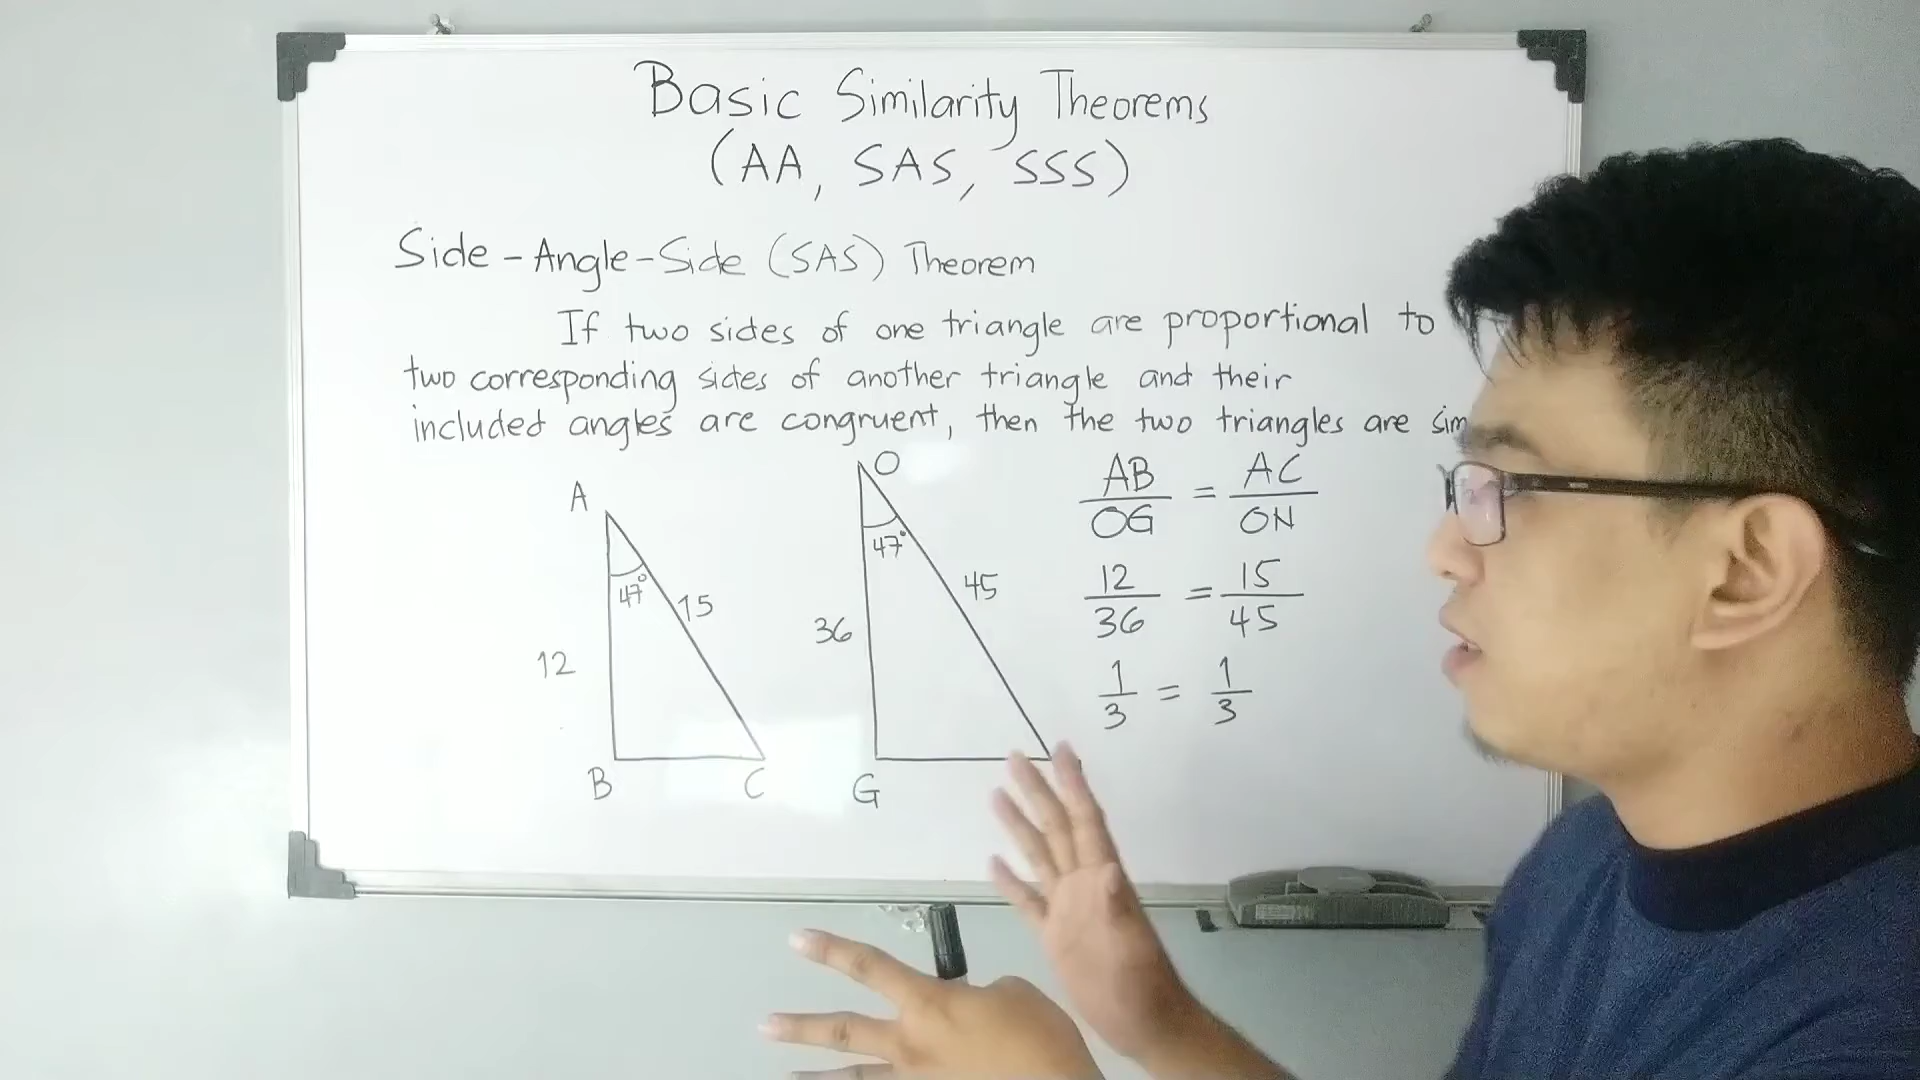 Basic Similarity Theorems
(AA, SAS, SSS)
Side-Angle-Side (SAS) Theorem
If two sides of one triangle are proportional to
two corresponding sides of another triangle and their
included angles are congruent, then the two triangles are sim
A
47°
15
12
B
C
O
47°
45
36
G
AB/OG = AC/ON
12/36 = 15/45
1/3 = 1/3